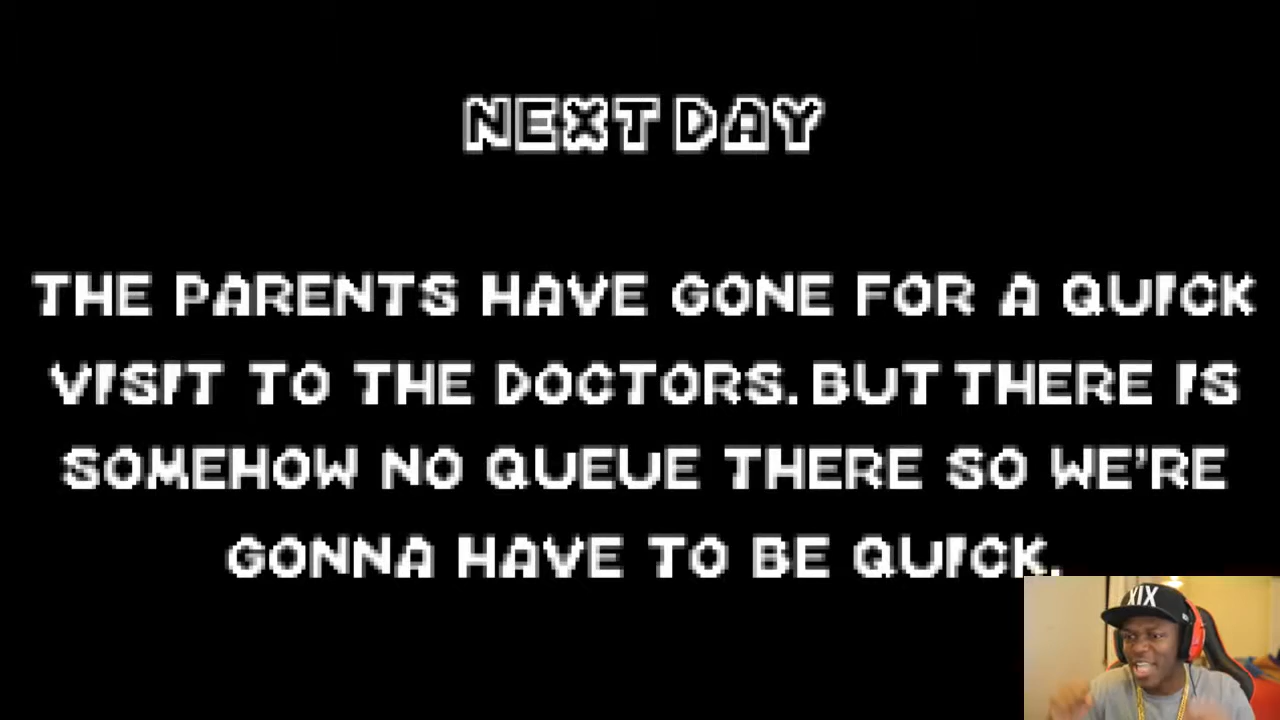 NEXT DAY
THE PARENTS HAVE GONE FOR A QUICK
VISIT TO THE DOCTORS. BUT THERE IS
SOMEHOW NO QUEUE THERE SO WE'RE
GONNA HAVE TO BE QUICK.
XIX